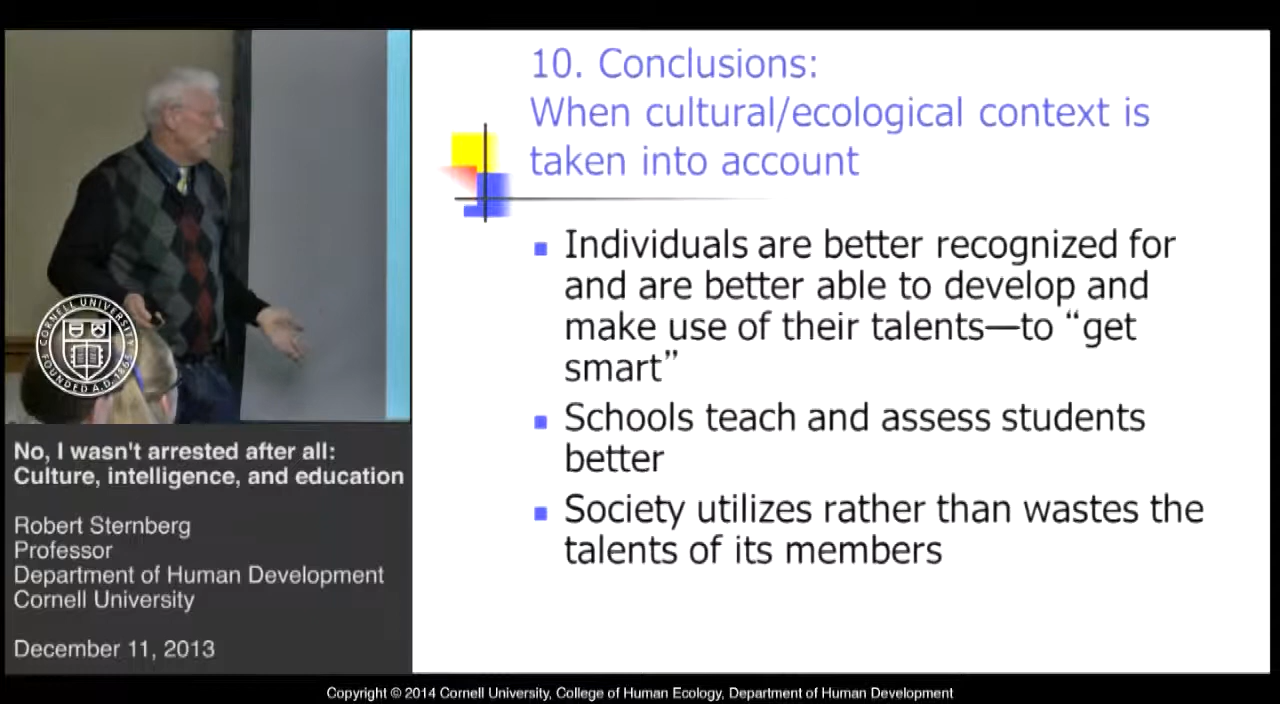 10. Conclusions:
When cultural/ecological context is
taken into account
Individuals are better recognized for
and are better able to develop and
make use of their talents—to “get
smart”
Schools teach and assess students
better
Society utilizes rather than wastes the
talents of its members
CORNELL UNIVERSITY
FOUNDED A.D. 1865
No, I wasn't arrested after all:
Culture, intelligence, and education
Robert Sternberg
Professor
Department of Human Development
Cornell University
December 11, 2013
Copyright © 2014 Cornell University, College of Human Ecology, Department of Human Development